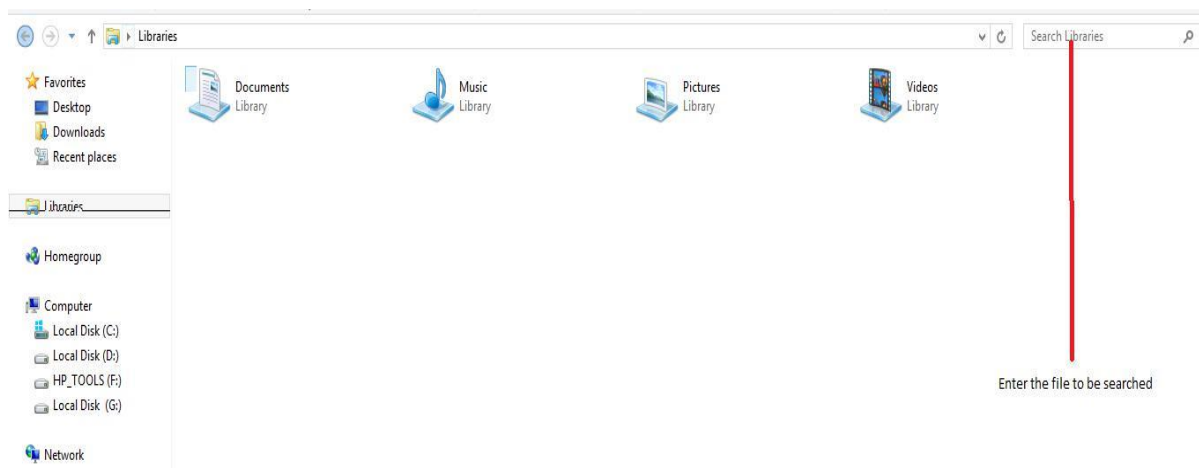 Libraries
Search Libraries
Favorites
Desktop
Downloads
Recent places
Libraries
Homegroup
Computer
Local Disk (C:)
Local Disk (D:)
HP_TOOLS (F:)
Local Disk (G:)
Network
Documents
Library
Music
Library
Pictures
Library
Videos
Library
Enter the file to be searched